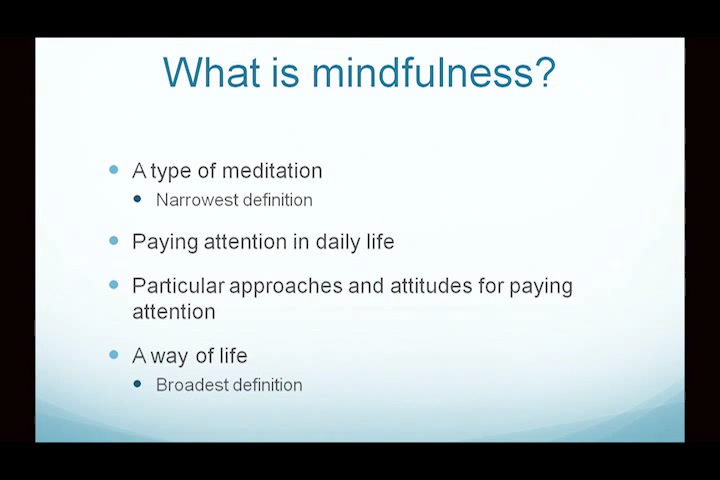 What is mindfulness?
A type of meditation
Narrowest definition
Paying attention in daily life
Particular approaches and attitudes for paying
attention
A way of life
Broadest definition